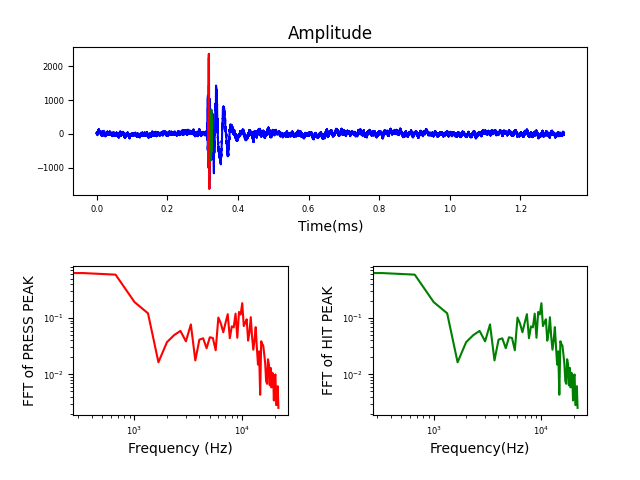 Amplitude
2000
1000
0
−1000
0.0 0.2 0.4 0.6 0.8 1.0 1.2
Time(ms)
FFT of PRESS PEAK
10⁻¹
10⁻²
10³ 10⁴
Frequency (Hz)
FFT of HIT PEAK
10⁻¹
10⁻²
10³ 10⁴
Frequency(Hz)